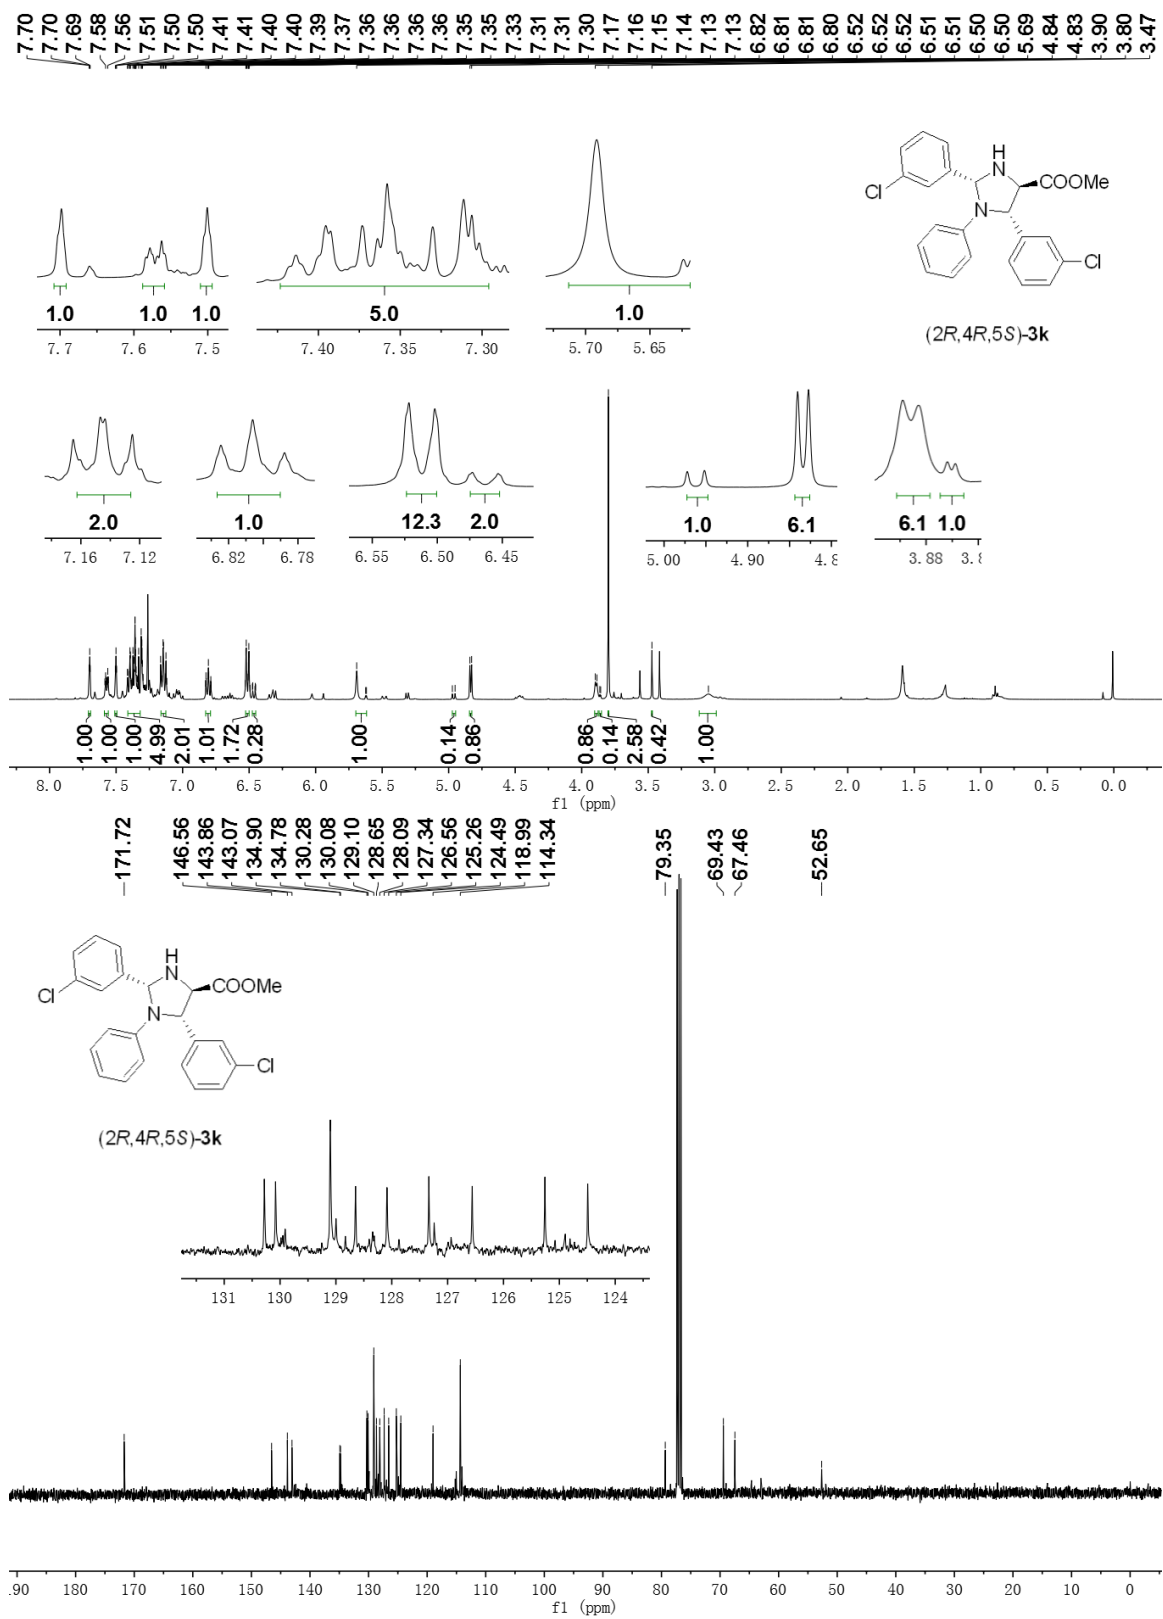 7.70 7.70 7.69 7.58 7.56 7.51 7.50 7.50 7.41 7.41 7.40 7.40 7.39 7.37 7.36 7.36 7.36 7.35 7.35 7.33 7.31 7.31 7.30 7.17 7.16 7.15 7.14 7.13 7.13 6.82 6.81 6.81 6.80 6.52 6.52 6.52 6.51 6.51 6.50 6.50 5.69 4.84 4.83 3.90 3.80 3.47
H
N
Cl
COOMe
N
Cl
(2R,4R,5S)-3k
1.0 1.0 1.0 5.0 1.0
7.7 7.6 7.5 7.40 7.35 7.30 5.70 5.65
2.0 1.0 12.3 2.0 1.0 6.1 6.1 1.0
7.16 7.12 6.82 6.78 6.55 6.50 6.45 5.00 4.90 3.88
1.00 1.00 1.00 4.99 2.01 1.01 1.72 0.28 1.00 0.14 0.86 0.86 0.14 2.58 0.42 1.00
8.0 7.5 7.0 6.5 6.0 5.5 5.0 4.5 4.0 3.5 3.0 2.5 2.0 1.5 1.0 0.5 0.0
f1 (ppm)
171.72 146.56 143.86 143.07 134.90 134.78 130.28 130.08 129.10 128.65 128.09 127.34 126.56 125.26 124.49 118.99 114.34 79.35 69.43 67.46 52.65
H
N
Cl
COOMe
N
Cl
(2R,4R,5S)-3k
131 130 129 128 127 126 125 124
180 170 160 150 140 130 120 110 100 90 80 70 60 50 40 30 20 10 0
f1 (ppm)